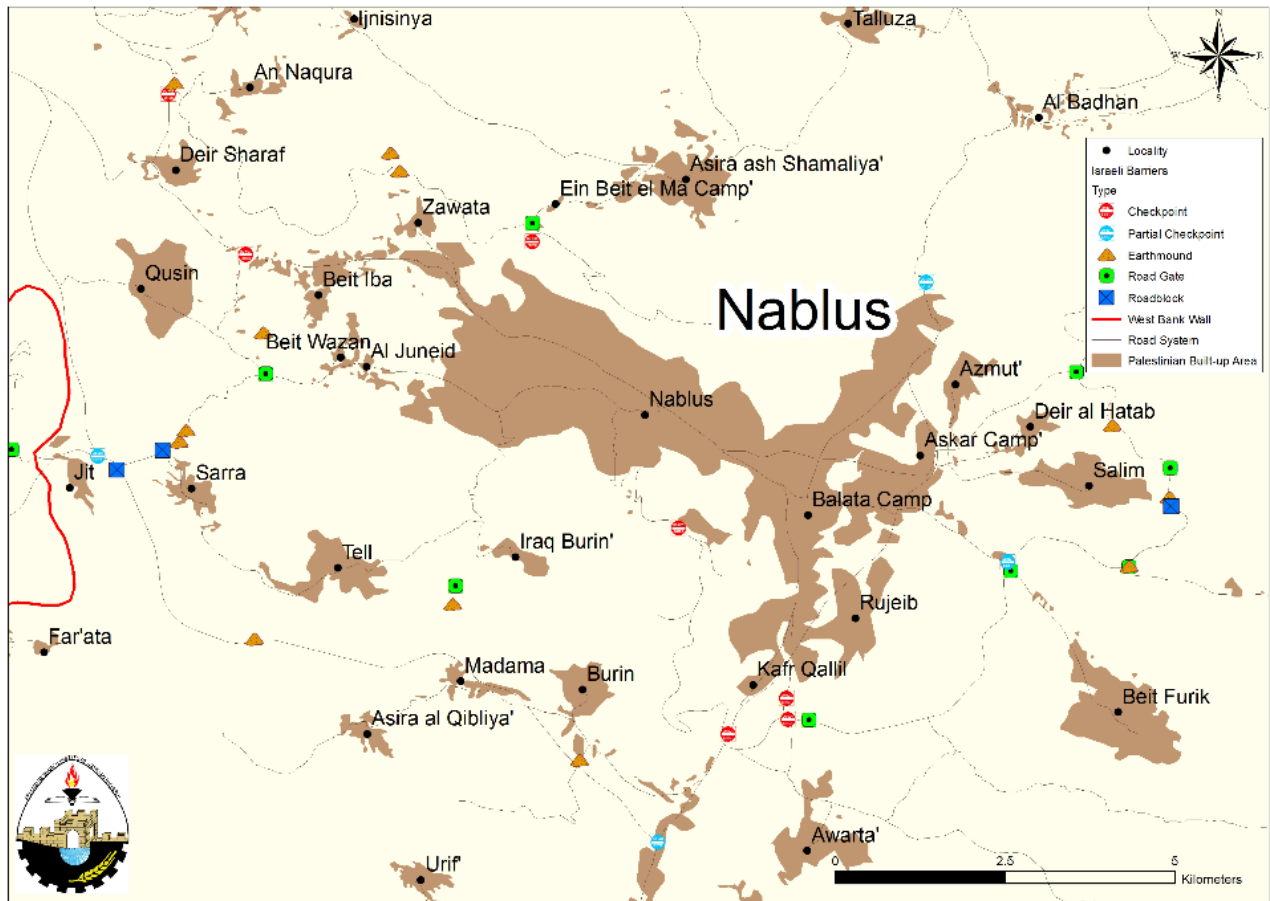 Ijnisinya
Talluza
N
An Naqura
W
E
S
Al Badhan
Deir Sharaf
Asira ash Shamaliya'
Ein Beit el Ma Camp'
Zawata
Locality
Israeli Barriers
Type
Checkpoint
Partial Checkpoint
Earthmound
Road Gate
Roadblock
West Bank Wall
Road System
Palestinian Built-up Area
Qusin
Beit Iba
Nablus
Beit Wazan
Al Juneid
Azmut'
Nablus
Deir al Hatab
Askar Camp'
Jit
Sarra
Salim
Balata Camp
Tell
Iraq Burin'
Rujeib
Far'ata
Madama
Burin
Kafr Qallil
Beit Furik
Asira al Qibliya'
Awarta'
Urif'
0
2.5
5
Kilometers